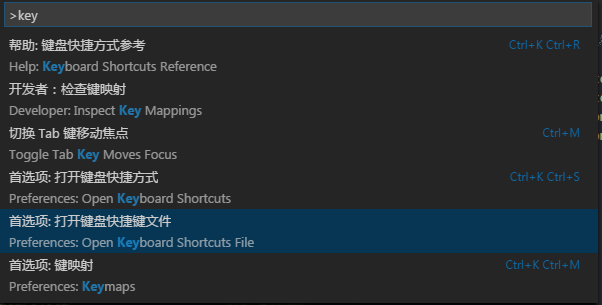 >key
帮助: 键盘快捷方式参考 Ctrl+K Ctrl+R
Help: Keyboard Shortcuts Reference
开发者：检查键映射
Developer: Inspect Key Mappings
切换 Tab 键移动焦点 Ctrl+M
Toggle Tab Key Moves Focus
首选项: 打开键盘快捷方式 Ctrl+K Ctrl+S
Preferences: Open Keyboard Shortcuts
首选项: 打开键盘快捷键文件
Preferences: Open Keyboard Shortcuts File
首选项: 键映射 Ctrl+K Ctrl+M
Preferences: Keymaps